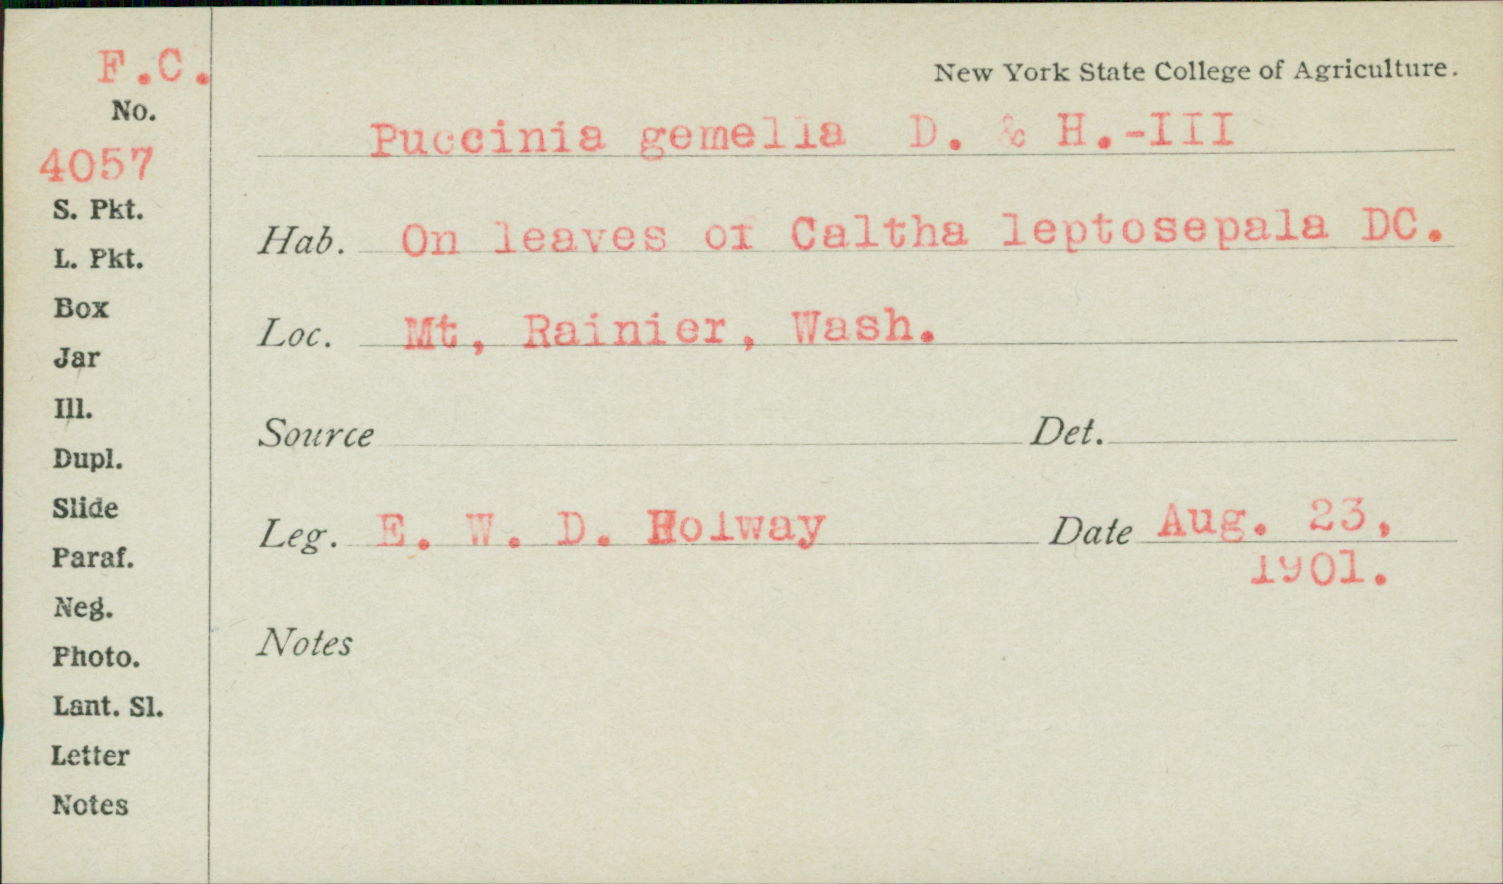 F.C.
No.
4057
S. Pkt.
L. Pkt.
Box
Jar
Ill.
Dupl.
Slide
Paraf.
Neg.
Photo.
Lant. Sl.
Letter
Notes
New York State College of Agriculture.
Puccinia gemella D. & H.-III
Hab. On leaves of Caltha leptosepala DC.
Loc. Mt, Rainier, Wash.
Source Det.
Leg. E. W. D. Holway Date Aug. 23,
1901.
Notes